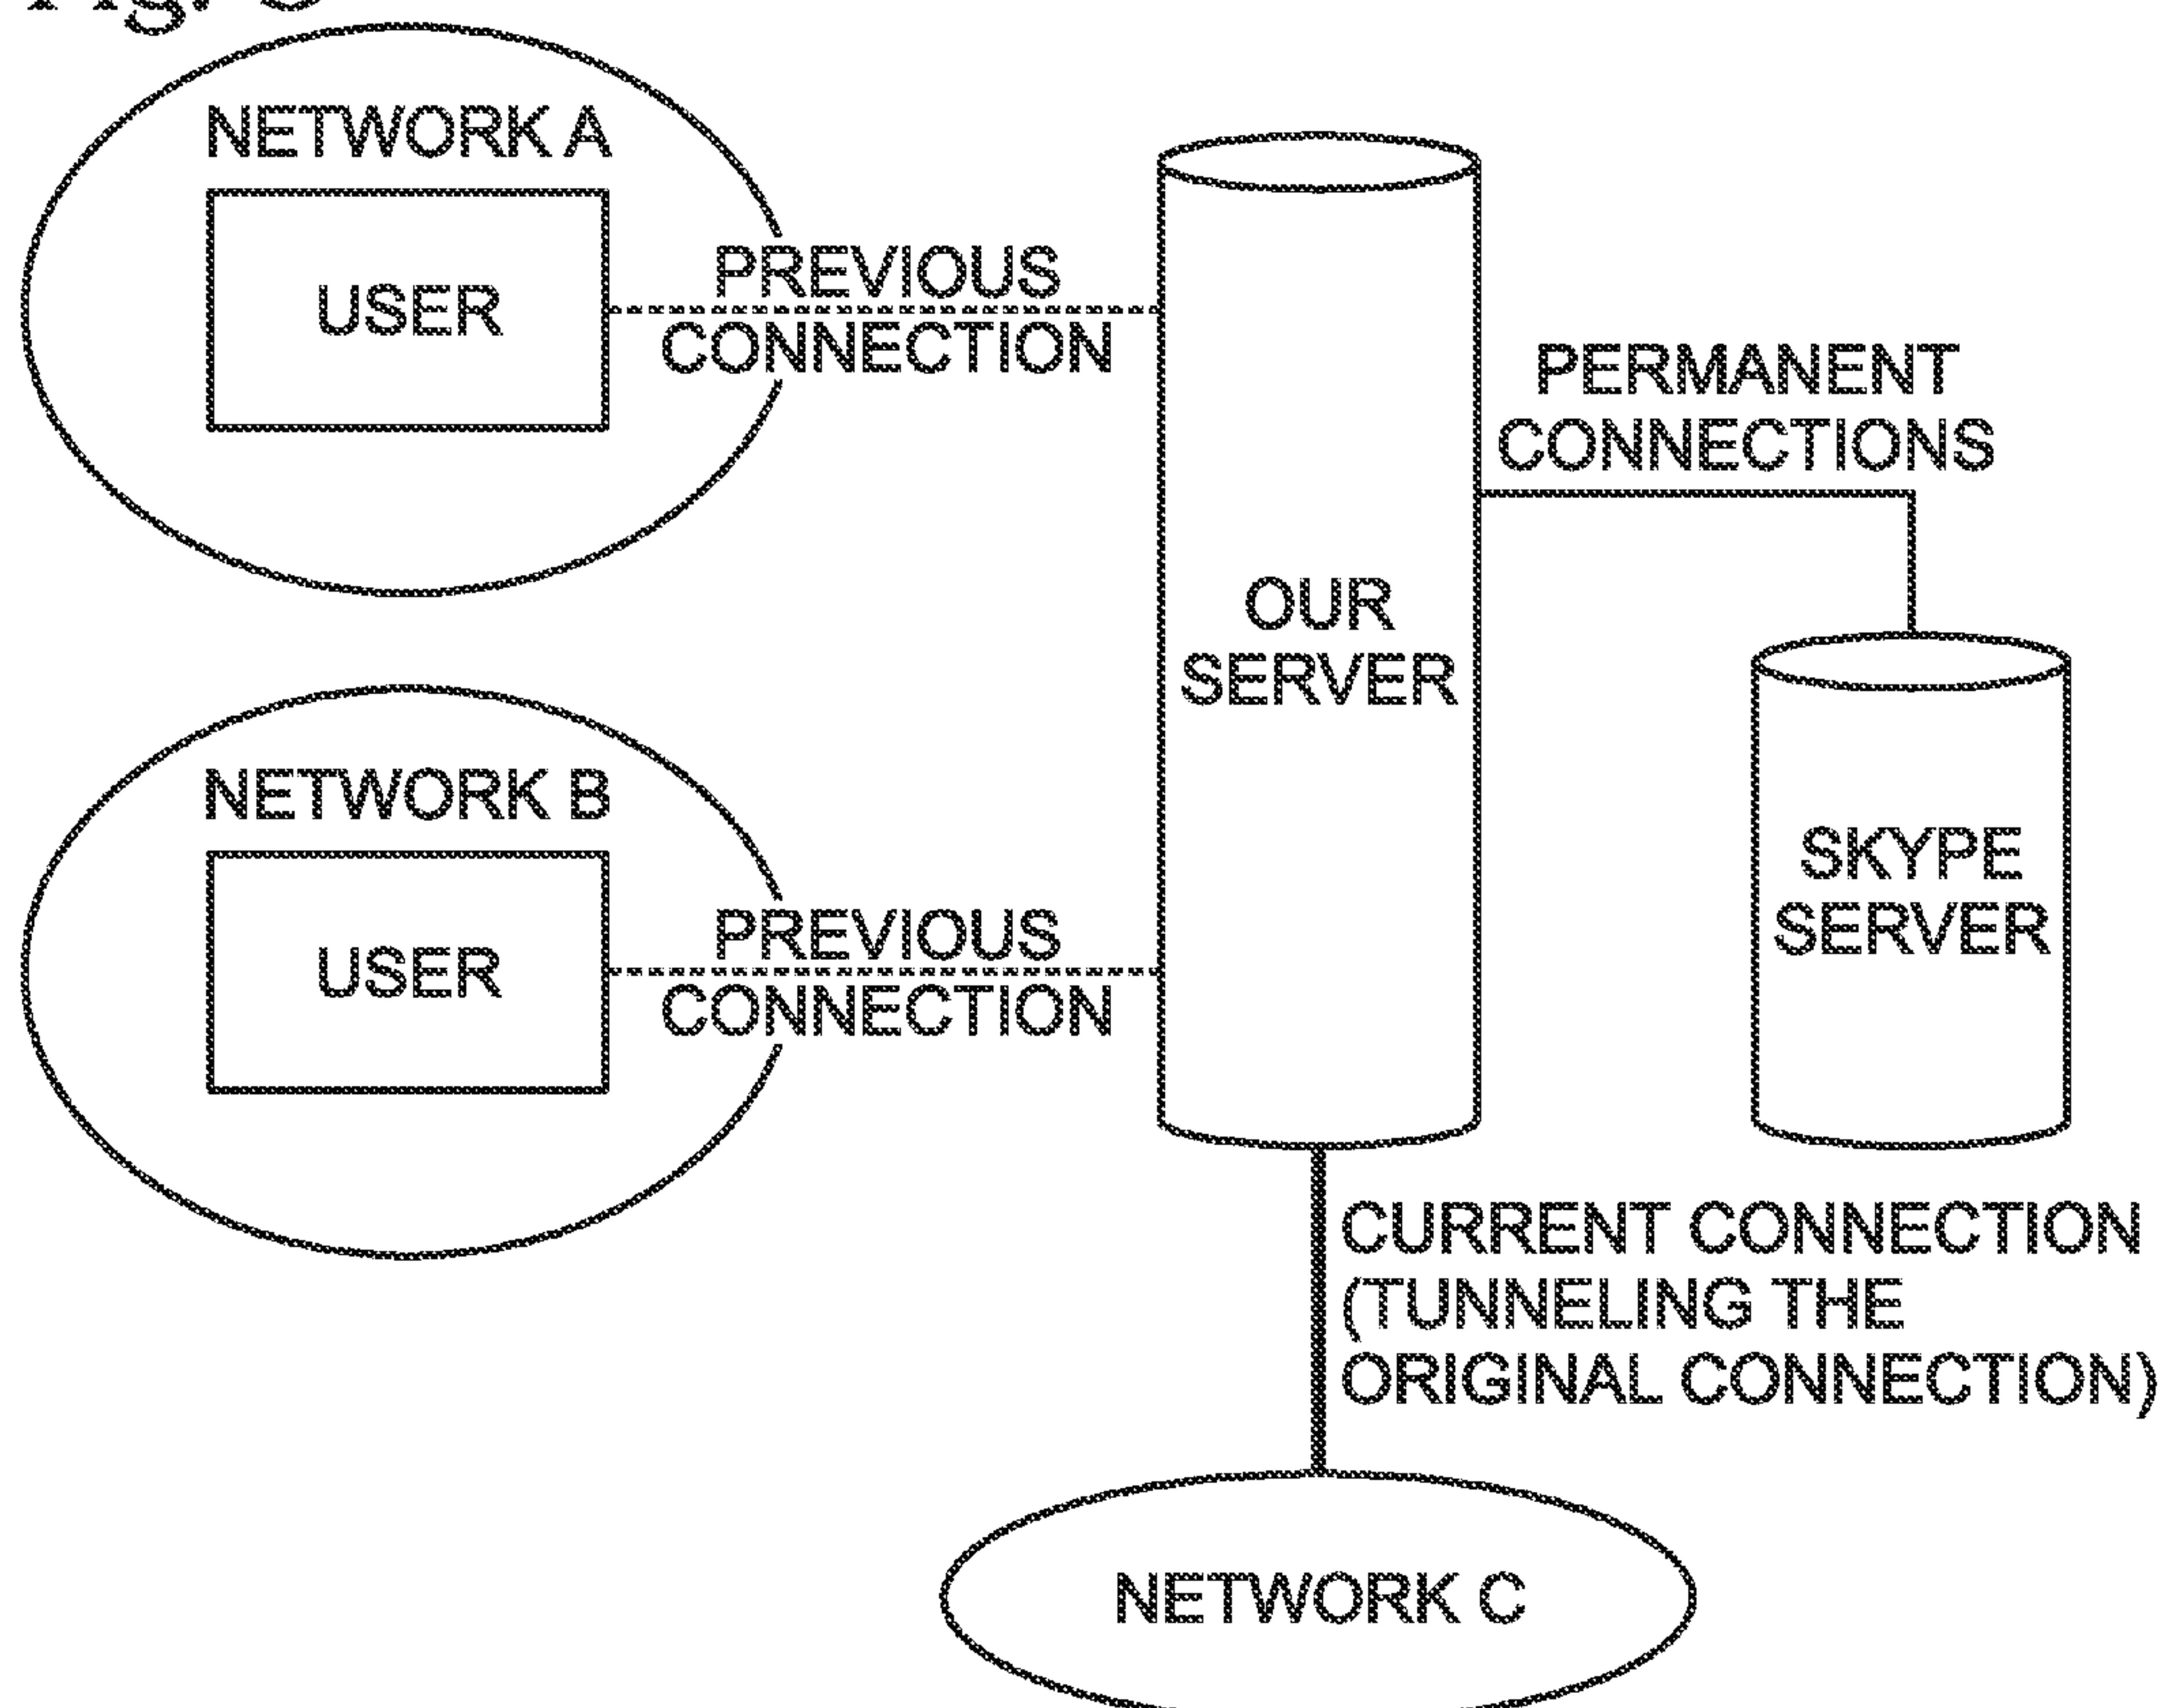 NETWORK A
USER
PREVIOUS
CONNECTION
PERMANENT
CONNECTIONS
OUR
SERVER
NETWORK B
USER
PREVIOUS
CONNECTION
SKYPE
SERVER
CURRENT CONNECTION
(TUNNELING THE
ORIGINAL CONNECTION)
NETWORK C